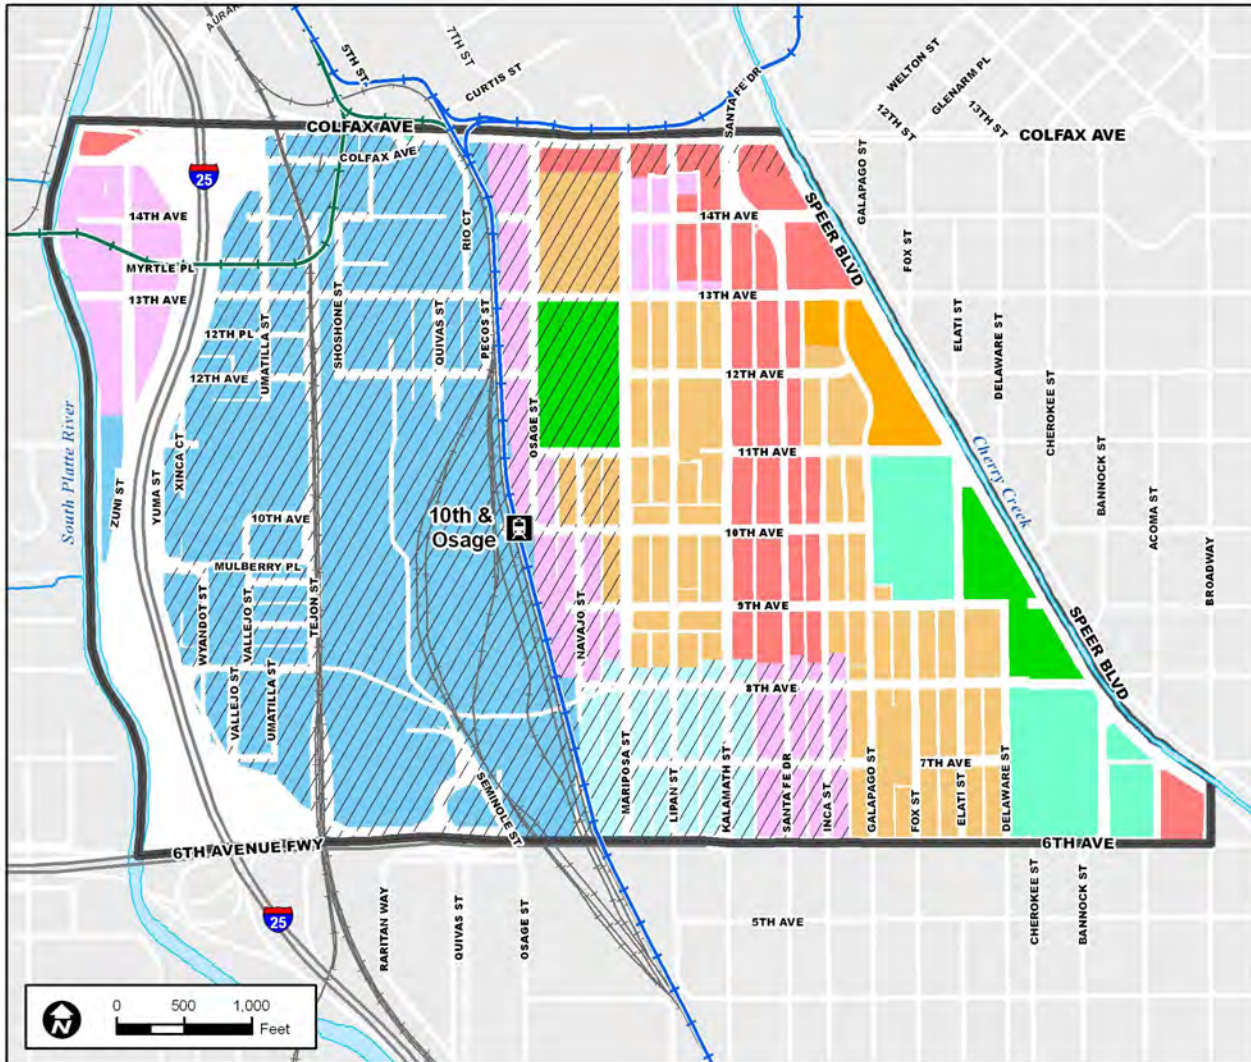 5TH ST
7TH ST
CURTIS ST
SANTA FE DR
WELTON ST
GLENARM PL
12TH ST
13TH ST
COLFAX AVE
COLFAX AVE
COLFAX AVE
25
14TH AVE
14TH AVE
GALAPAGO ST
SPEER BLVD
FOX ST
RIO CT
MYRTLE PL
13TH AVE
13TH AVE
SHOSHONE ST
QUIVAS ST
PECOS ST
UMATILLA ST
12TH PL
12TH AVE
12TH AVE
ELATI ST
DELAWARE ST
CHEROKEE ST
BANNOCK ST
ACOMA ST
BROADWAY
OSAGE ST
11TH AVE
Cherry Creek
South Platte River
ZUNI ST
YUMA ST
XINCA CT
10TH AVE
10th &
Osage
10TH AVE
MULBERRY PL
WYANDOT ST
VALLEJO ST
TEJON ST
NAVAJO ST
9TH AVE
SPEER BLVD
VALLEJO ST
UMATILLA ST
8TH AVE
SEMINOLE ST
MARIPOSA ST
LIPAN ST
KALAMATH ST
SANTA FE DR
INCA ST
GALAPAGO ST
FOX ST
7TH AVE
ELATI ST
DELAWARE ST
6TH AVENUE FWY
6TH AVE
25
RARITAN WAY
QUIVAS ST
OSAGE ST
5TH AVE
CHEROKEE ST
BANNOCK ST
N
0 500 1,000
Feet